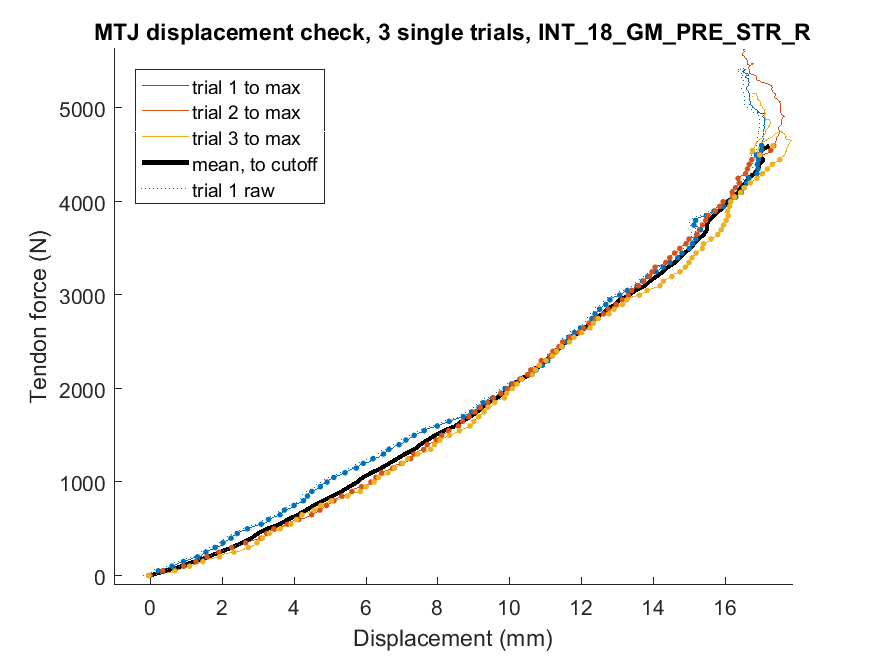 MTJ displacement check, 3 single trials, INT_18_GM_PRE_STR_R
trial 1 to max
trial 2 to max
trial 3 to max
mean, to cutoff
trial 1 raw
Tendon force (N)
5000
4000
3000
2000
1000
0
0 2 4 6 8 10 12 14 16
Displacement (mm)